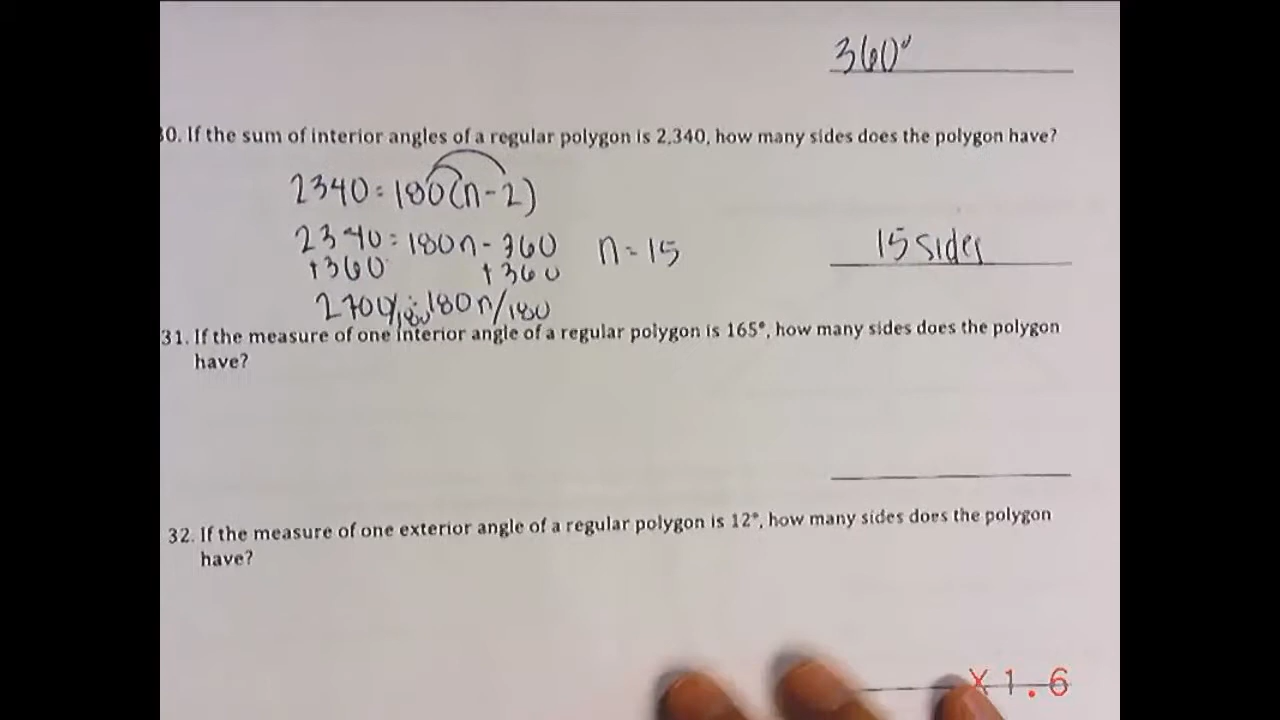 360°
30. If the sum of interior angles of a regular polygon is 2,340, how many sides does the polygon have?
2340 = 180(n - 2)
2340 = 180n - 360 n = 15 15 sides
+360 +360
2700/180 = 180n/180
31. If the measure of one interior angle of a regular polygon is 165°, how many sides does the polygon
have?
32. If the measure of one exterior angle of a regular polygon is 12°, how many sides does the polygon
have?
X1.6